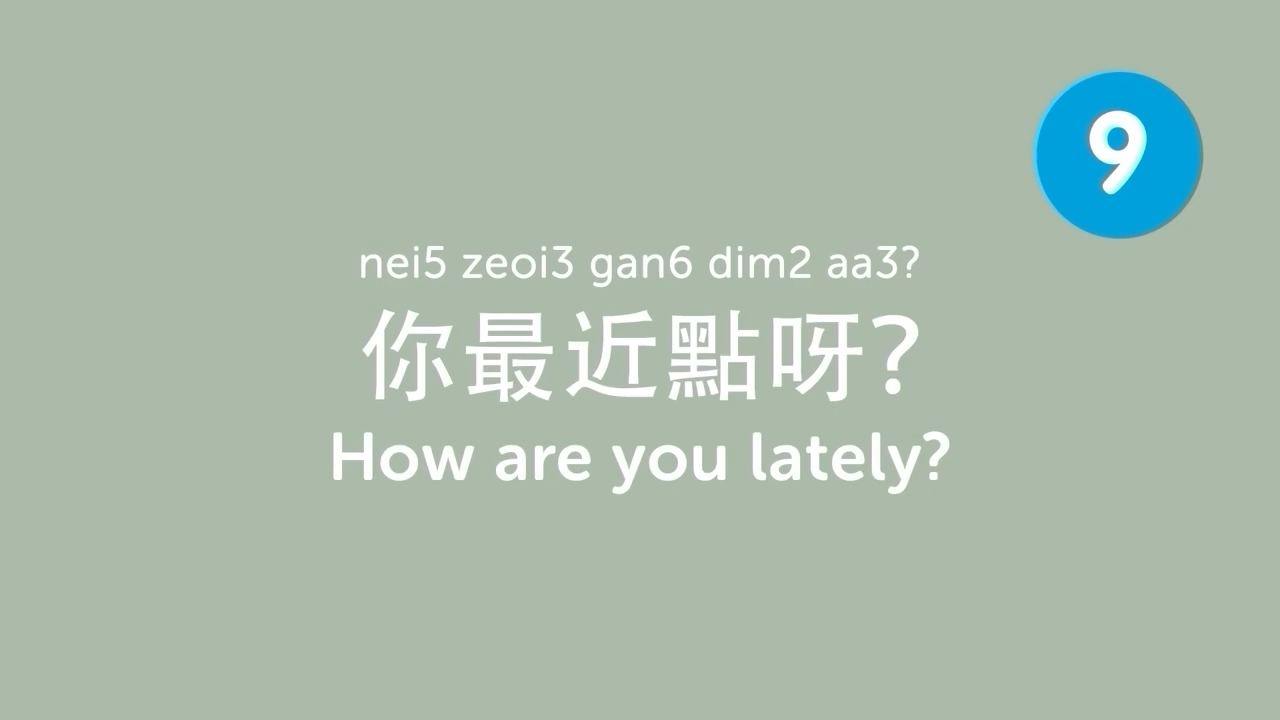 9
nei5 zeoi3 gan6 dim2 aa3?
你最近點呀?
How are you lately?